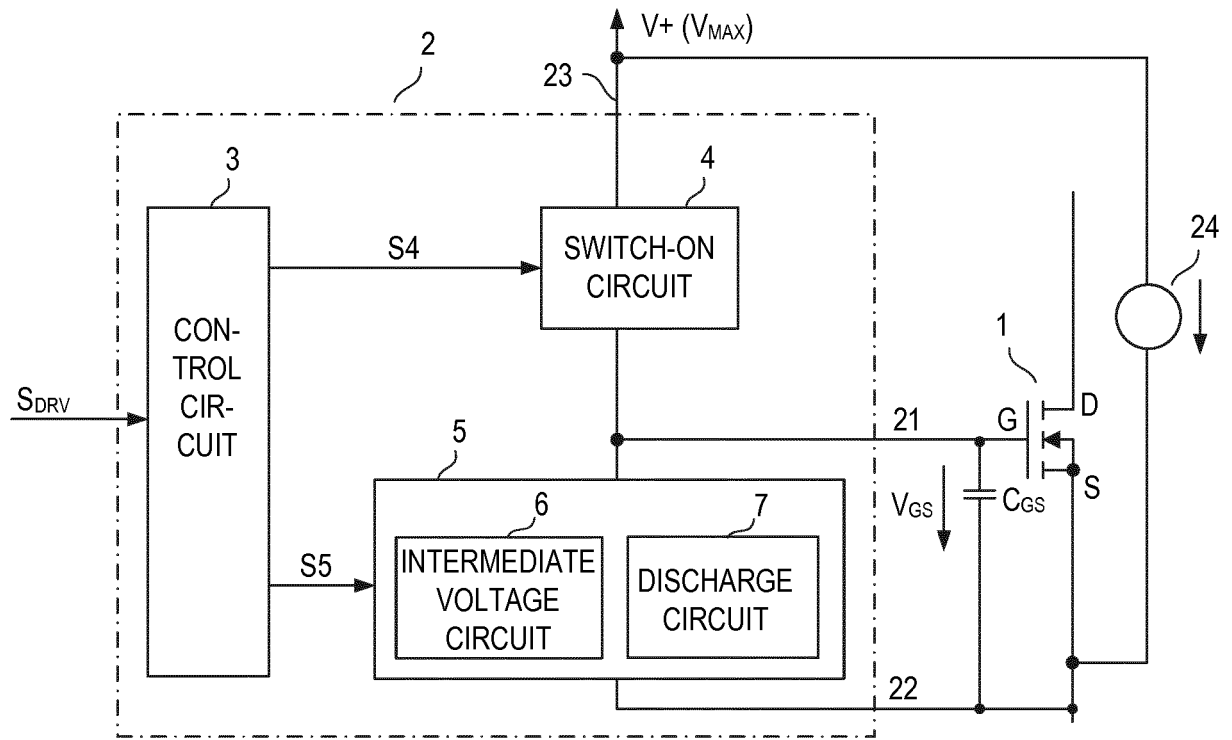 V+ (VMAX)
2
23
3
4
24
S4
SWITCH-ON
CIRCUIT
CON-
TROL
CIR-
CUIT
1
SDRV
D
G
21
5
S
VGS
CGS
6
7
S5
INTERMEDIATE
VOLTAGE
CIRCUIT
DISCHARGE
CIRCUIT
22